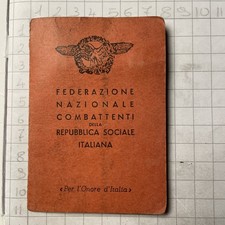 FEDERAZIONE
NAZIONALE
COMBATTENTI
DELLA
REPUBBLICA SOCIALE
ITALIANA
«Per l'Onore d'Italia»